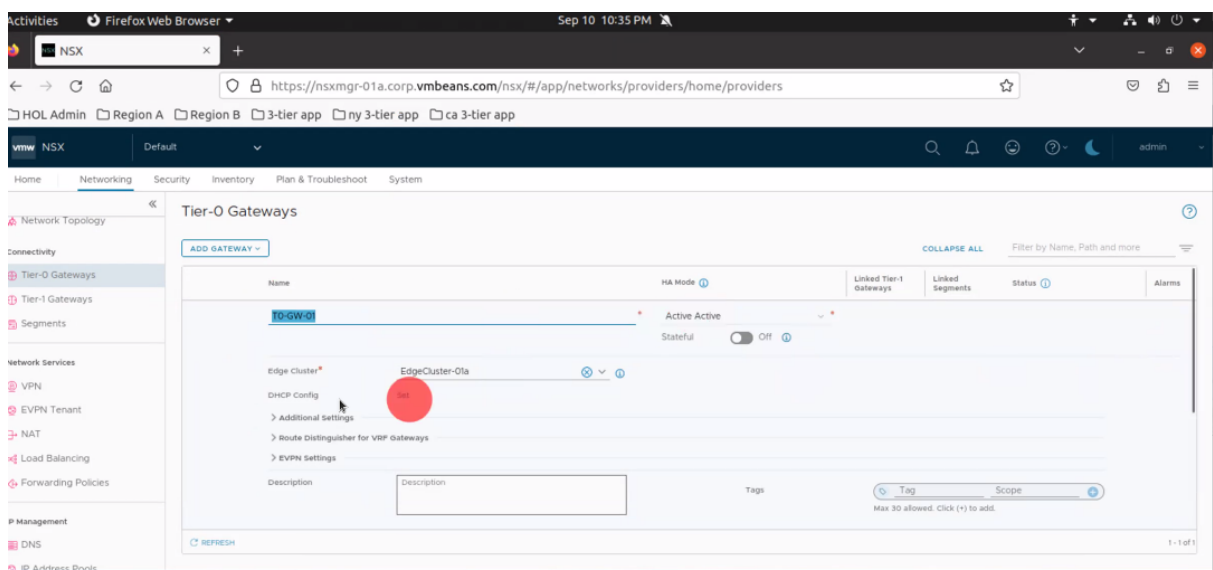 Activities Firefox Web Browser Sep 10 10:35 PM
NSX NSX
https://nsxmgr-01a.corp.vmbeans.com/nsx/#/app/networks/providers/home/providers
HOL Admin Region A Region B 3-tier app ny 3-tier app ca 3-tier app
vmw NSX Default admin
Home Networking Security Inventory Plan & Troubleshoot System
Network Topology
Connectivity
Tier-0 Gateways
Tier-1 Gateways
Segments
Network Services
VPN
EVPN Tenant
NAT
Load Balancing
Forwarding Policies
IP Management
DNS
IP Address Pools
Tier-0 Gateways
ADD GATEWAY COLLAPSE ALL Filter by Name, Path and more
Name HA Mode Linked Tier-1 Gateways Linked Segments Status Alarms
T0-GW-01 * Active Active *
Stateful Off
Edge Cluster* EdgeCluster-01a
DHCP Config Set
> Additional Settings
> Route Distinguisher for VRF Gateways
> EVPN Settings
Description Description Tags Tag Scope
Max 30 allowed. Click (+) to add.
REFRESH 1 - 1 of 1